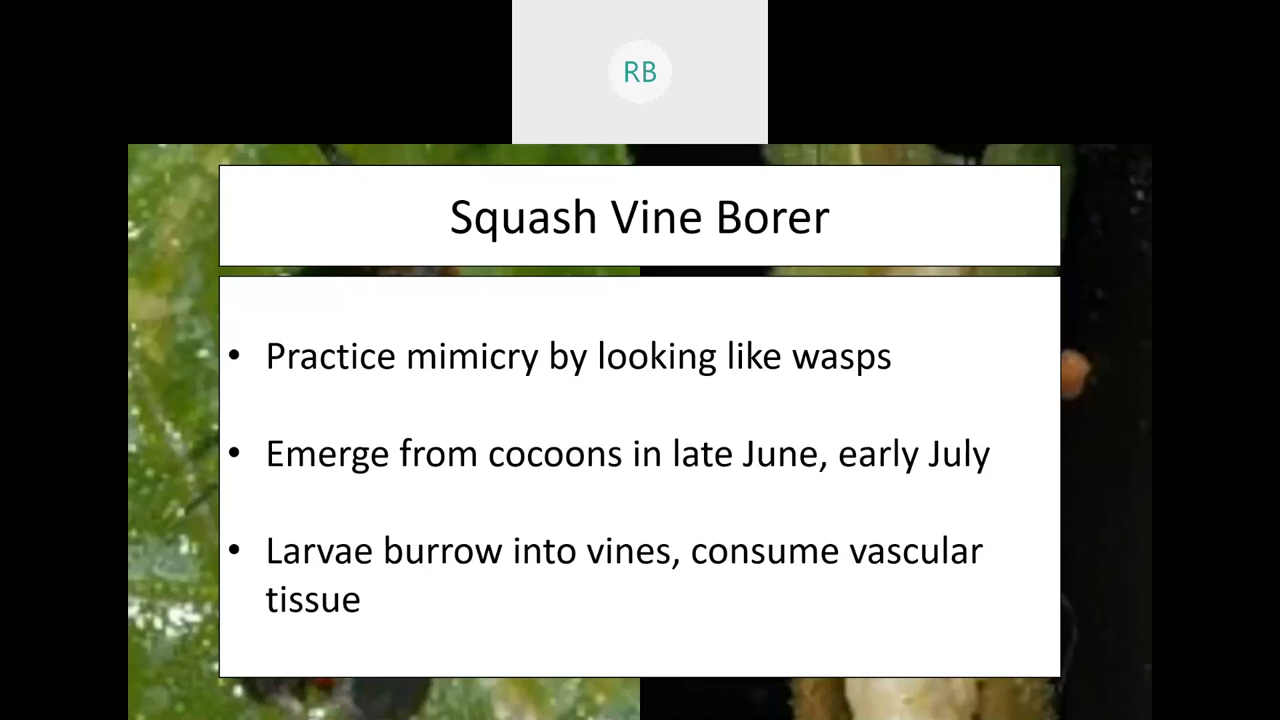 RB
Squash Vine Borer
• Practice mimicry by looking like wasps
• Emerge from cocoons in late June, early July
• Larvae burrow into vines, consume vascular
tissue